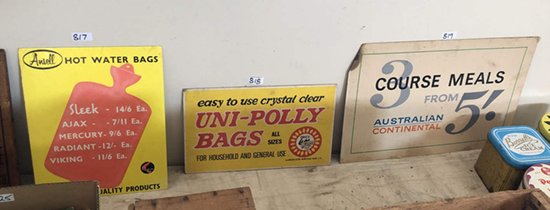 817
818
819
Ansell
HOT WATER BAGS
Sleek - 14/6 Ea.
AJAX - 7/11 Ea.
MERCURY - 9/6 Ea.
RADIANT - 12/- Ea.
VIKING - 11/6 Ea.
QUALITY PRODUCTS
easy to use crystal clear
UNI-POLLY
BAGS ALL SIZES
FOR HOUSEHOLD AND GENERAL USE
3 COURSE MEALS
FROM 5/-
AUSTRALIAN
CONTINENTAL